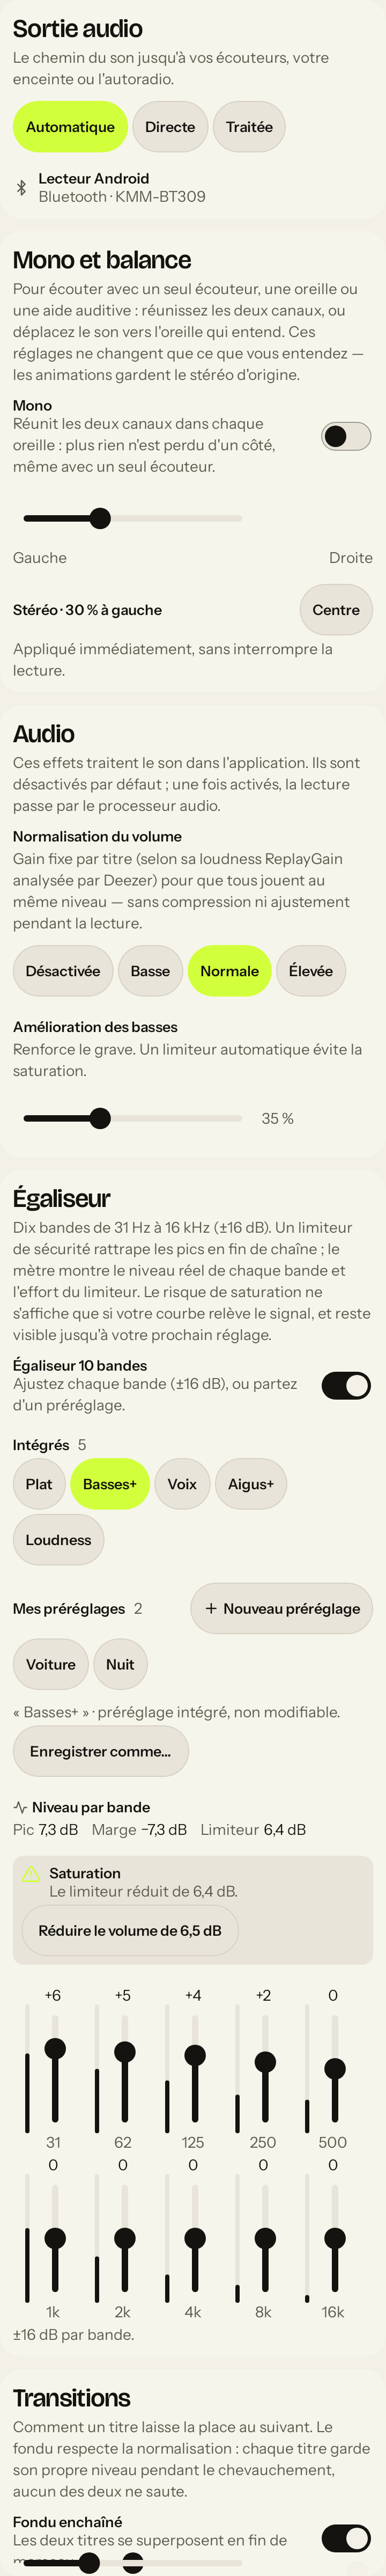 Sortie audio
Le chemin du son jusqu'à vos écouteurs, votre
enceinte ou l'autoradio.
Automatique Directe Traitée
Lecteur Android
Bluetooth · KMM-BT309
Mono et balance
Pour écouter avec un seul écouteur, une oreille ou
une aide auditive : réunissez les deux canaux, ou
déplacez le son vers l'oreille qui entend. Ces
réglages ne changent que ce que vous entendez —
les animations gardent le stéréo d'origine.
Mono
Réunit les deux canaux dans chaque
oreille : plus rien n'est perdu d'un côté,
même avec un seul écouteur.
Gauche Droite
Stéréo · 30 % à gauche Centre
Appliqué immédiatement, sans interrompre la
lecture.
Audio
Ces effets traitent le son dans l'application. Ils sont
désactivés par défaut ; une fois activés, la lecture
passe par le processeur audio.
Normalisation du volume
Gain fixe par titre (selon sa loudness ReplayGain
analysée par Deezer) pour que tous jouent au
même niveau — sans compression ni ajustement
pendant la lecture.
Désactivée Basse Normale Élevée
Amélioration des basses
Renforce le grave. Un limiteur automatique évite la
saturation.
35 %
Égaliseur
Dix bandes de 31 Hz à 16 kHz (±16 dB). Un limiteur
de sécurité rattrape les pics en fin de chaîne ; le
mètre montre le niveau réel de chaque bande et
l'effort du limiteur. Le risque de saturation ne
s'affiche que si votre courbe relève le signal, et reste
visible jusqu'à votre prochain réglage.
Égaliseur 10 bandes
Ajustez chaque bande (±16 dB), ou partez
d'un préréglage.
Intégrés 5
Plat Basses+ Voix Aigus+
Loudness
Mes préréglages 2 + Nouveau préréglage
Voiture Nuit
« Basses+ » · préréglage intégré, non modifiable.
Enregistrer comme…
Niveau par bande
Pic 7,3 dB Marge −7,3 dB Limiteur 6,4 dB
Saturation
Le limiteur réduit de 6,4 dB.
Réduire le volume de 6,5 dB
+6 +5 +4 +2 0
31 62 125 250 500
0 0 0 0 0
1k 2k 4k 8k 16k
±16 dB par bande.
Transitions
Comment un titre laisse la place au suivant. Le
fondu respecte la normalisation : chaque titre garde
son propre niveau pendant le chevauchement,
aucun des deux ne saute.
Fondu enchaîné
Les deux titres se superposent en fin de